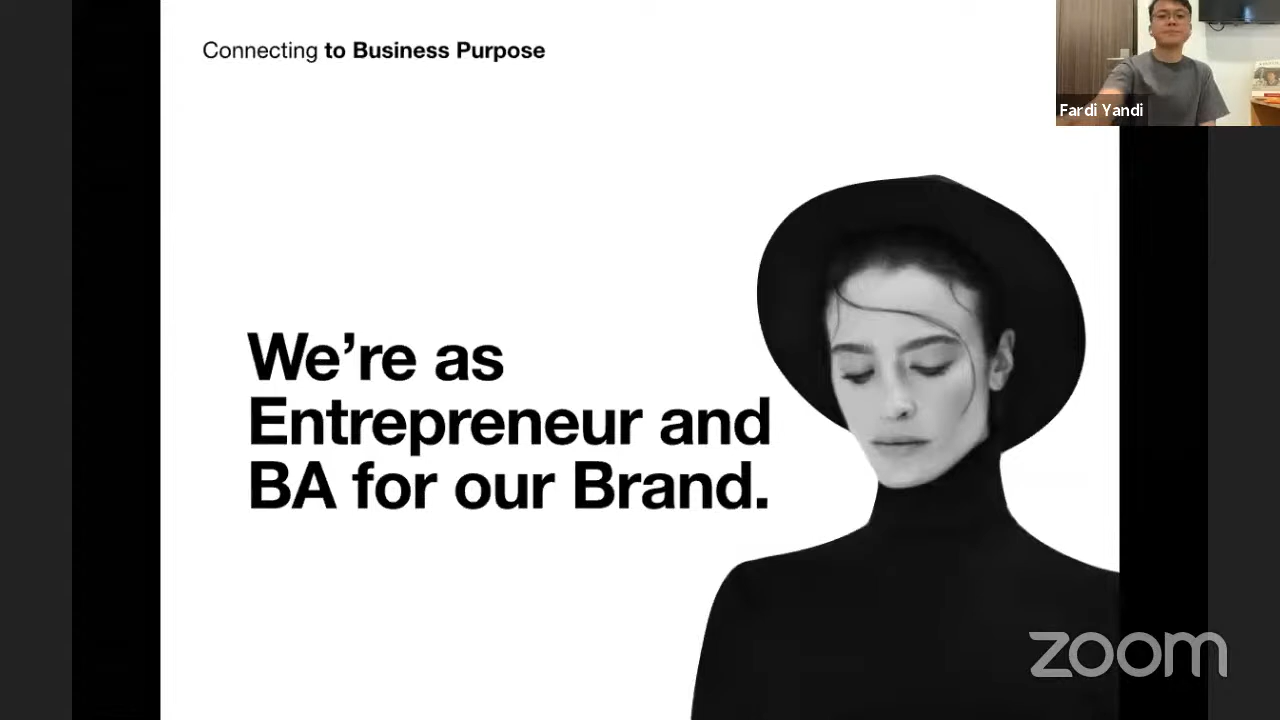 Connecting to Business Purpose
Fardi Yandi
We’re as
Entrepreneur and
BA for our Brand.
zoom